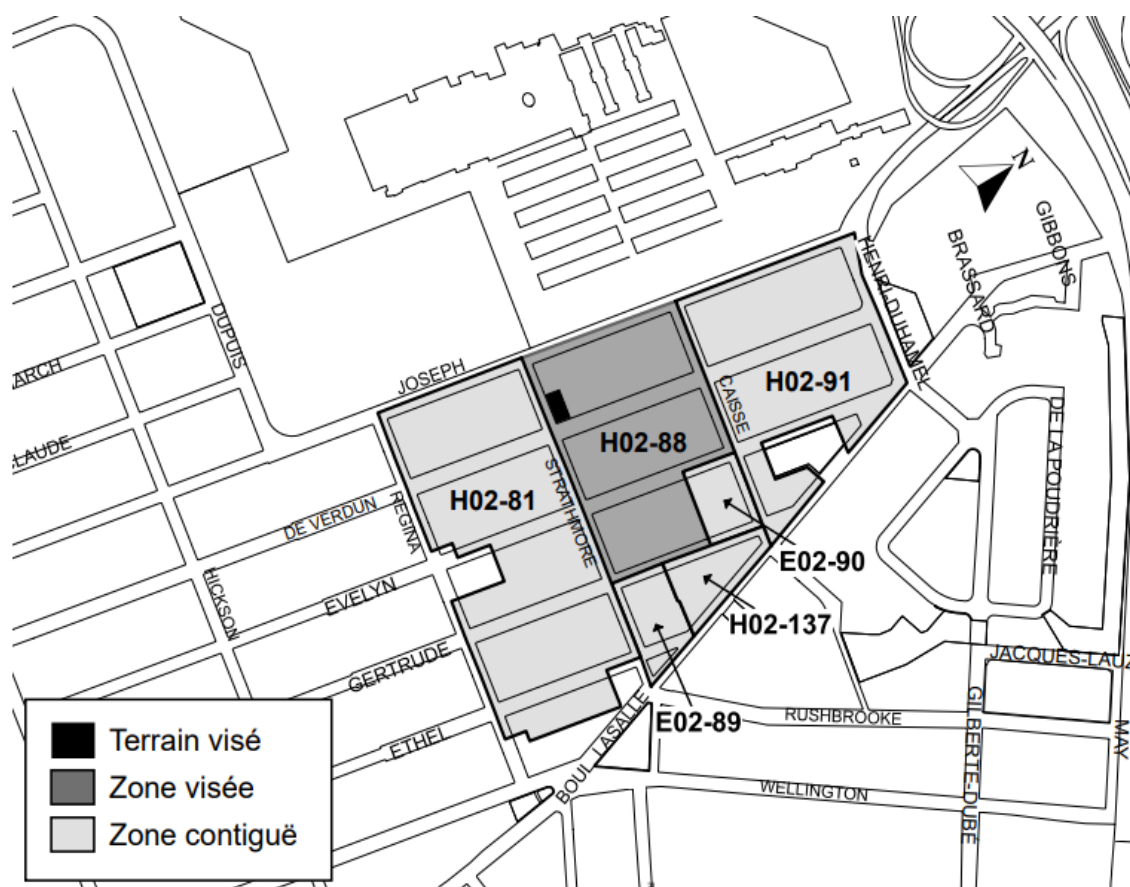 N
GIBBONS
BRASSARD
HENRI-DUHAMEL
DUPUIS
JOSEPH
ARCH
CLAUDE
H02-91
CAISSE
H02-88
DE LA POUDRIÈRE
STRATHMORE
H02-81
REGINA
DE VERDUN
E02-90
EVELYN
HICKSON
H02-137
GERTRUDE
JACQUES-LAUZ
E02-89
RUSHBROOKE
GILBERTE-DUBÉ
MAY
ETHEL
BOUL LASALLE
WELLINGTON
Terrain visé
Zone visée
Zone contiguë